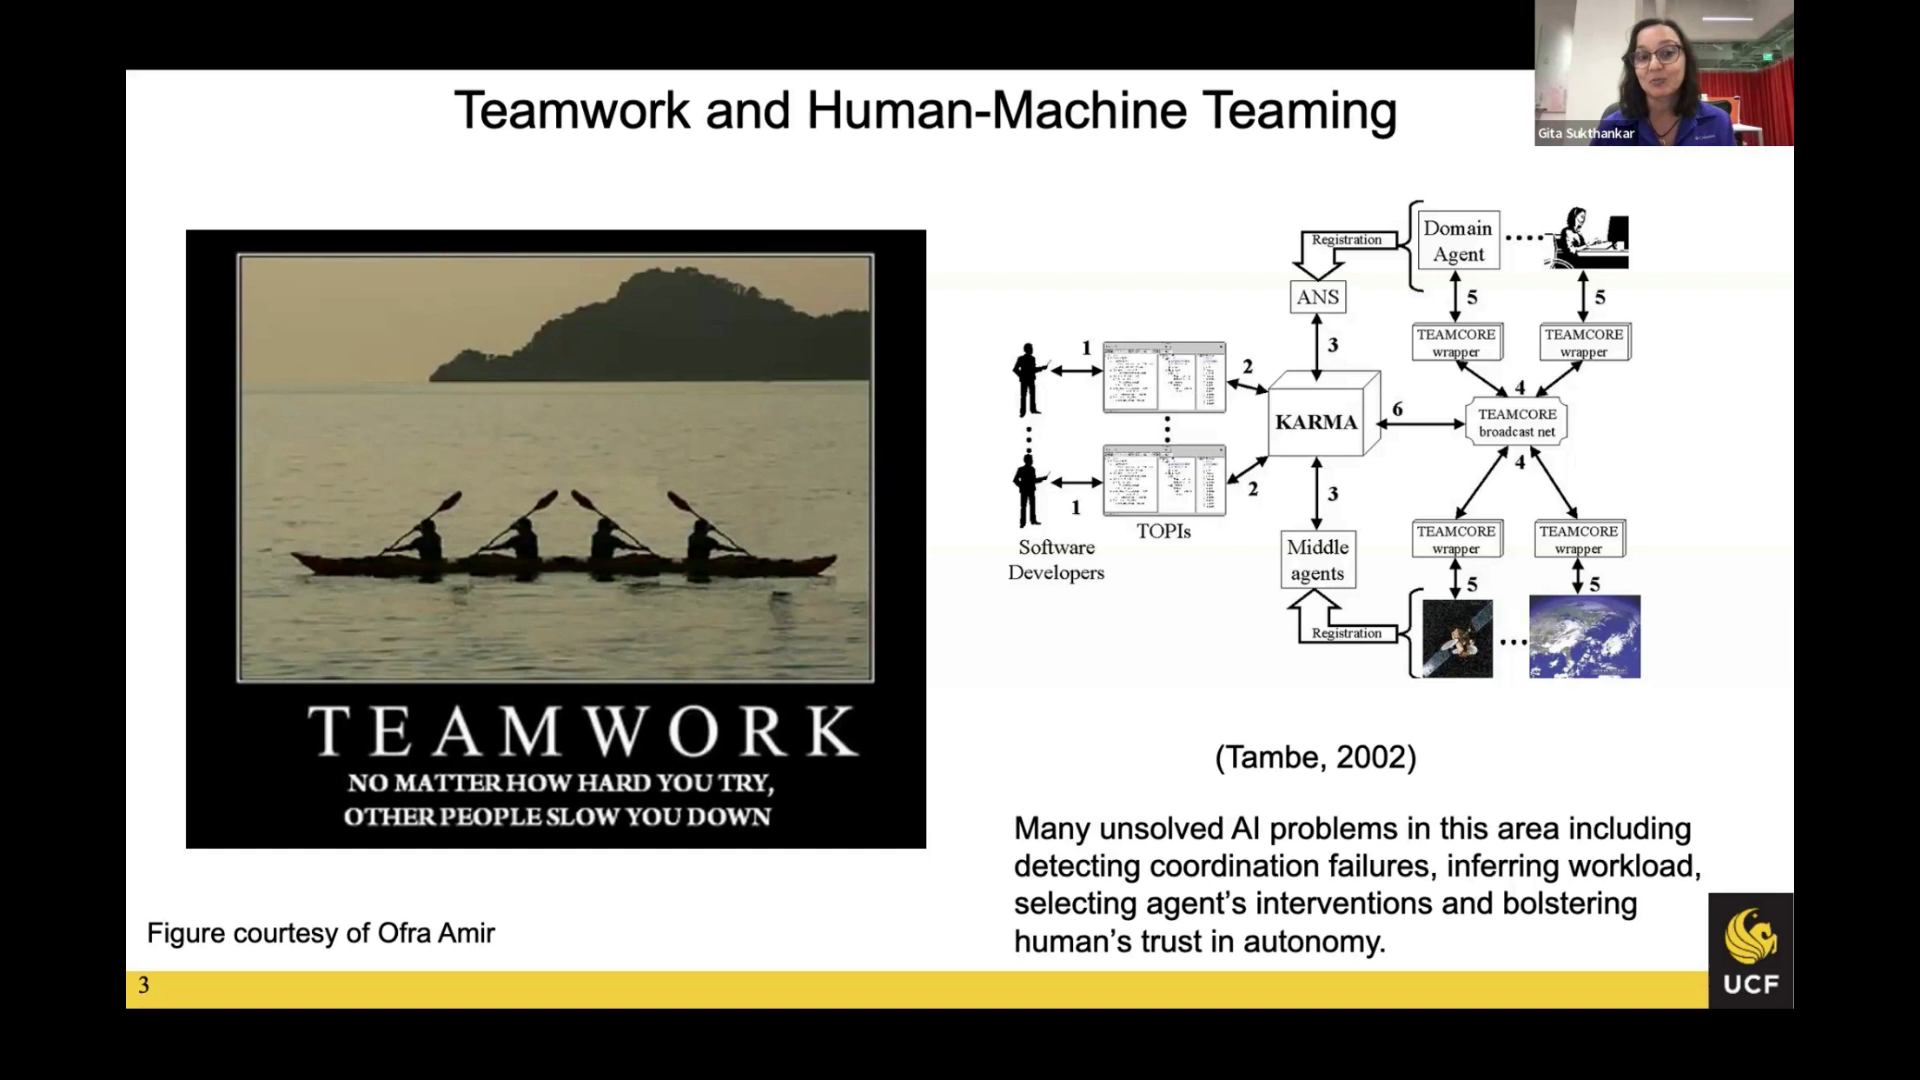 Teamwork and Human-Machine Teaming
Gita Sukthankar
TEAMWORK
NO MATTER HOW HARD YOU TRY,
OTHER PEOPLE SLOW YOU DOWN
Figure courtesy of Ofra Amir
Registration
Domain
Agent
ANS
5
5
3
TEAMCORE
wrapper
TEAMCORE
wrapper
1
2
4
KARMA
6
TEAMCORE
broadcast net
4
1
2
3
TOPIs
Software
Developers
Middle
agents
TEAMCORE
wrapper
TEAMCORE
wrapper
5
5
Registration
(Tambe, 2002)
Many unsolved AI problems in this area including
detecting coordination failures, inferring workload,
selecting agent's interventions and bolstering
human's trust in autonomy.
3
UCF